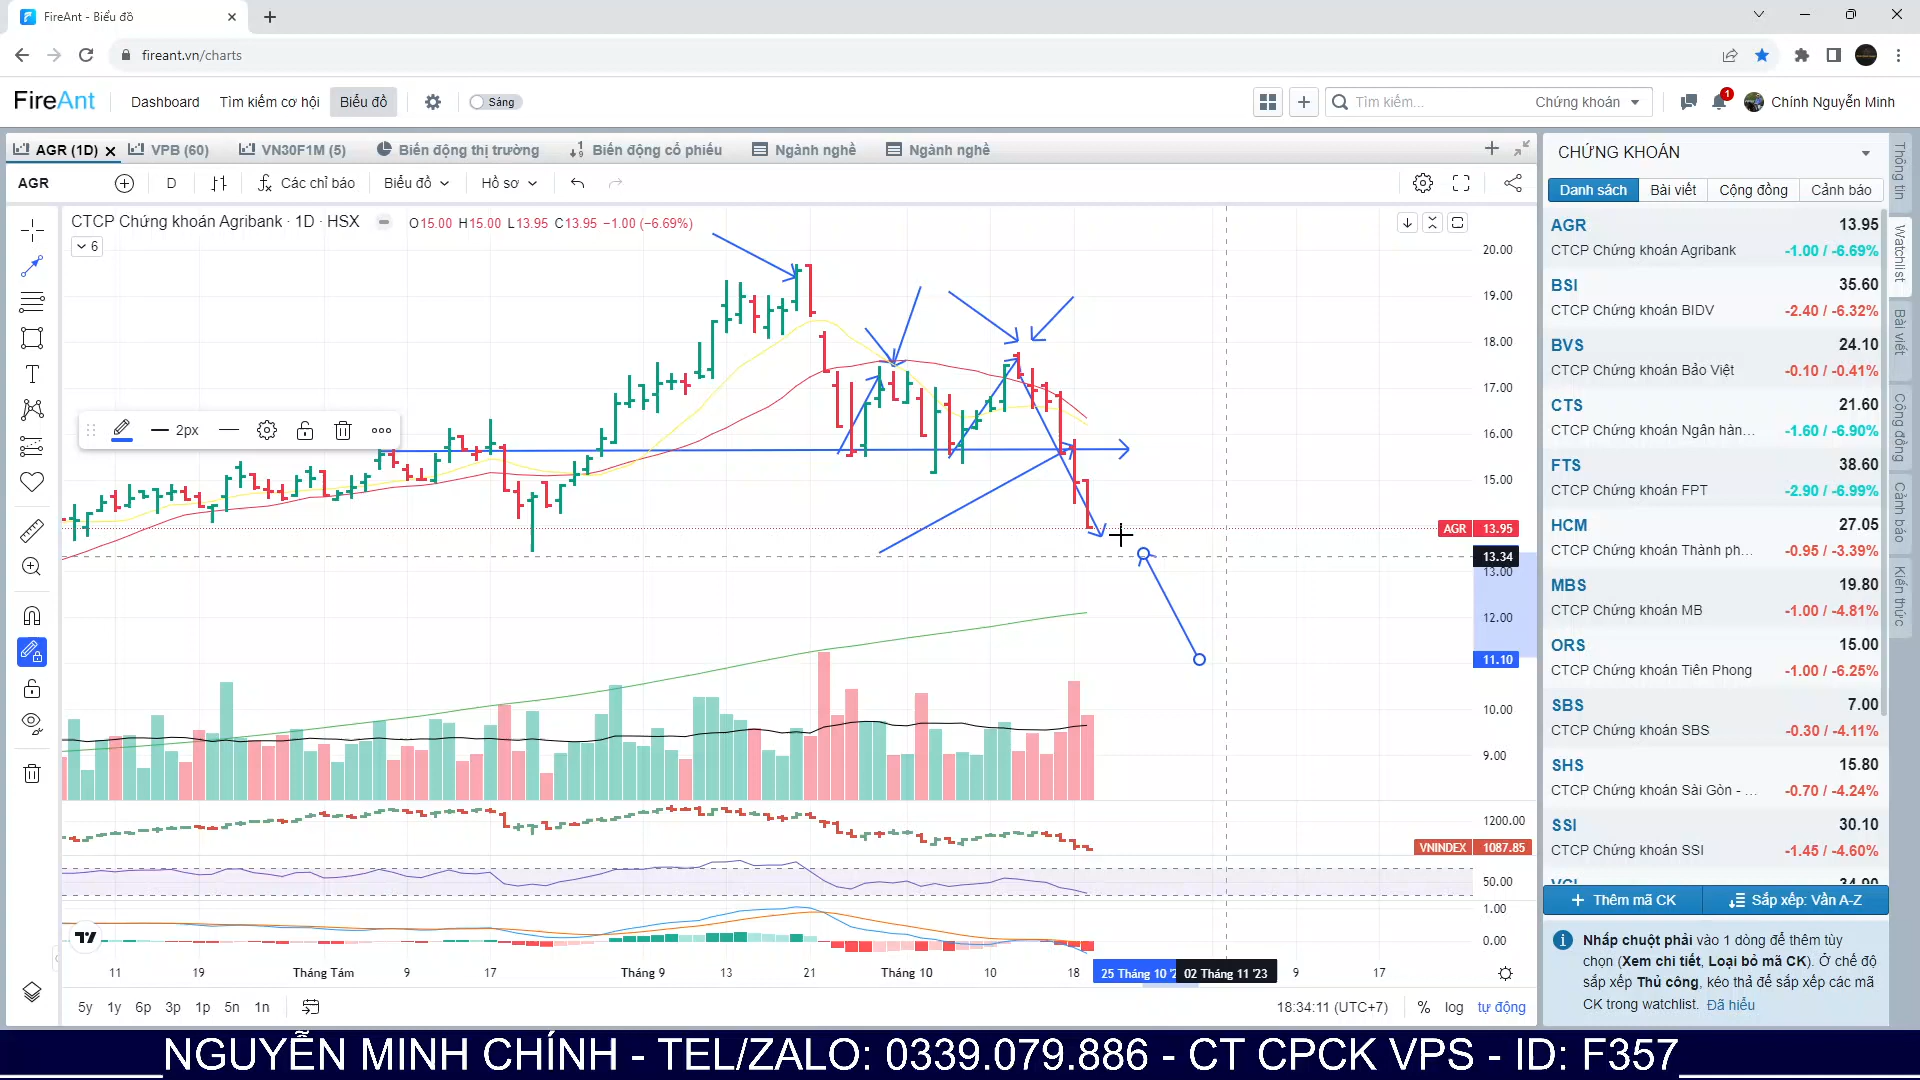 FireAnt - Biểu đồ
fireant.vn/charts
FireAnt
Dashboard
Tìm kiếm cơ hội
Biểu đồ
Sáng
Tìm kiếm...
Chứng khoán
1
Chính Nguyễn Minh
AGR (1D)
VPB (60)
VN30F1M (5)
Biến động thị trường
Biến động cổ phiếu
Ngành nghề
Ngành nghề
AGR
D
Các chỉ báo
Biểu đồ
Hồ sơ
CTCP Chứng khoán Agribank · 1D · HSX
O15.00 H15.00 L13.95 C13.95 −1.00 (−6.69%)
6
2px
20.00
19.00
18.00
17.00
16.00
15.00
AGR 13.95
13.34
13.00
12.00
11.10
10.00
9.00
1200.00
VNINDEX 1087.85
50.00
1.00
0.00
11
19
Tháng Tám
9
17
Tháng 9
13
21
Tháng 10
10
18
25 Tháng 10 '2
02 Tháng 11 '23
9
17
5y 1y 6p 3p 1p 5n 1n
18:34:11 (UTC+7)
% log tự động
CHỨNG KHOÁN
Danh sách
Bài viết
Cộng đồng
Cảnh báo
AGR 13.95
CTCP Chứng khoán Agribank -1.00 / -6.69%
BSI 35.60
CTCP Chứng khoán BIDV -2.40 / -6.32%
BVS 24.10
CTCP Chứng khoán Bảo Việt -0.10 / -0.41%
CTS 21.60
CTCP Chứng khoán Ngân hàn... -1.60 / -6.90%
FTS 38.60
CTCP Chứng khoán FPT -2.90 / -6.99%
HCM 27.05
CTCP Chứng khoán Thành ph... -0.95 / -3.39%
MBS 19.80
CTCP Chứng khoán MB -1.00 / -4.81%
ORS 15.00
CTCP Chứng khoán Tiên Phong -1.00 / -6.25%
SBS 7.00
CTCP Chứng khoán SBS -0.30 / -4.11%
SHS 15.80
CTCP Chứng khoán Sài Gòn - ... -0.70 / -4.24%
SSI 30.10
CTCP Chứng khoán SSI -1.45 / -4.60%
VCI 34.90
Thêm mã CK
Sắp xếp: Vần A-Z
Nhấp chuột phải vào 1 dòng để thêm tùy
chọn (Xem chi tiết, Loại bỏ mã CK). Ở chế độ
sắp xếp Thủ công, kéo thả để sắp xếp các mã
CK trong watchlist. Đã hiểu
Thông tin
Watchlist
Bài viết
Cộng đồng
Cảnh báo
Kiến thức
NGUYỄN MINH CHÍNH - TEL/ZALO: 0339.079.886 - CT CPCK VPS - ID: F357